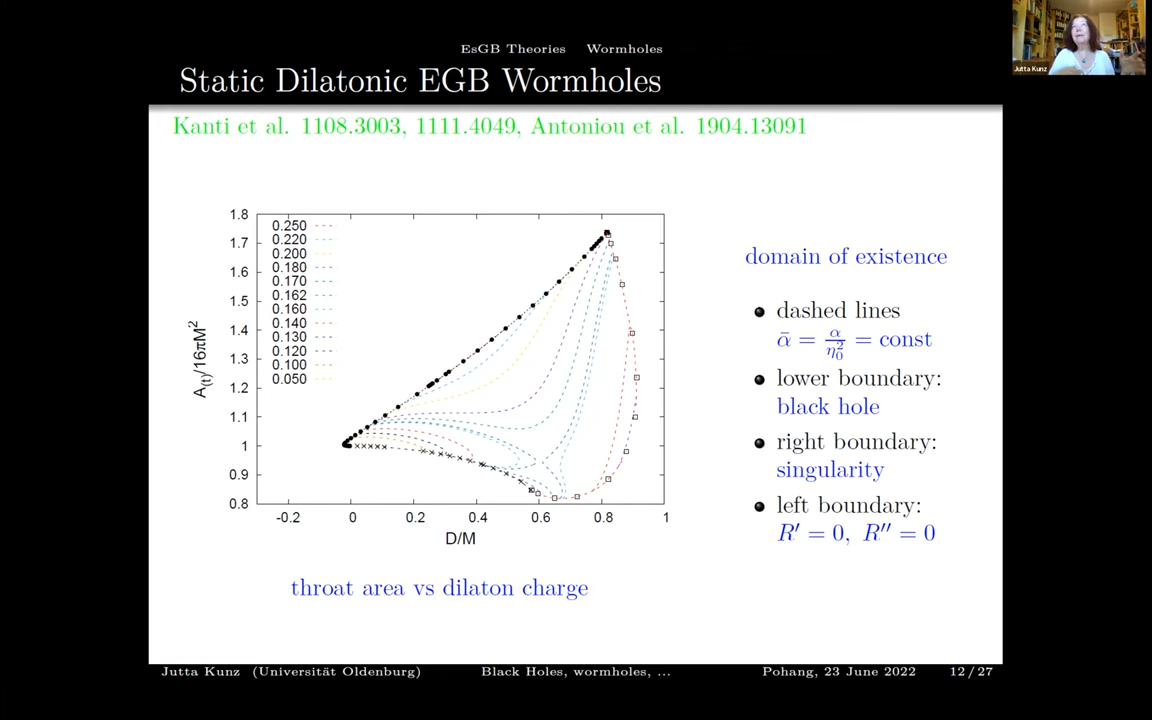 EsGB Theories Wormholes
Static Dilatonic EGB Wormholes
Jutta Kunz
Kanti et al. 1108.3003, 1111.4049, Antoniou et al. 1904.13091
1.8
1.7
1.6
1.5
1.4
1.3
1.2
1.1
1
0.9
0.8
A(t)/16πM²
0.250
0.220
0.200
0.180
0.170
0.162
0.160
0.140
0.130
0.120
0.100
0.050
-0.2 0 0.2 0.4 0.6 0.8 1
D/M
throat area vs dilaton charge
domain of existence
• dashed lines
ᾱ = α/η₀² = const
• lower boundary:
black hole
• right boundary:
singularity
• left boundary:
R′ = 0, R″ = 0
Jutta Kunz (Universität Oldenburg) Black Holes, wormholes, ... Pohang, 23 June 2022 12/27